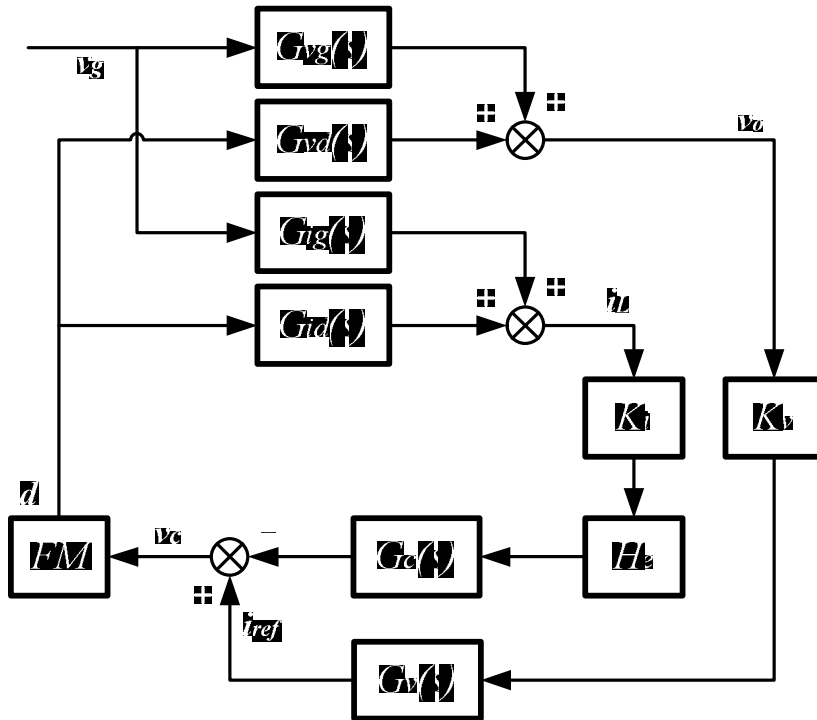 Gvg(s)
vg
+
+
Gvd(s)
vo
Gig(s)
+
+
iL
Gid(s)
Ki
Kv
d
vc
−
FM
Gc(s)
He
+
iref
Gv(s)